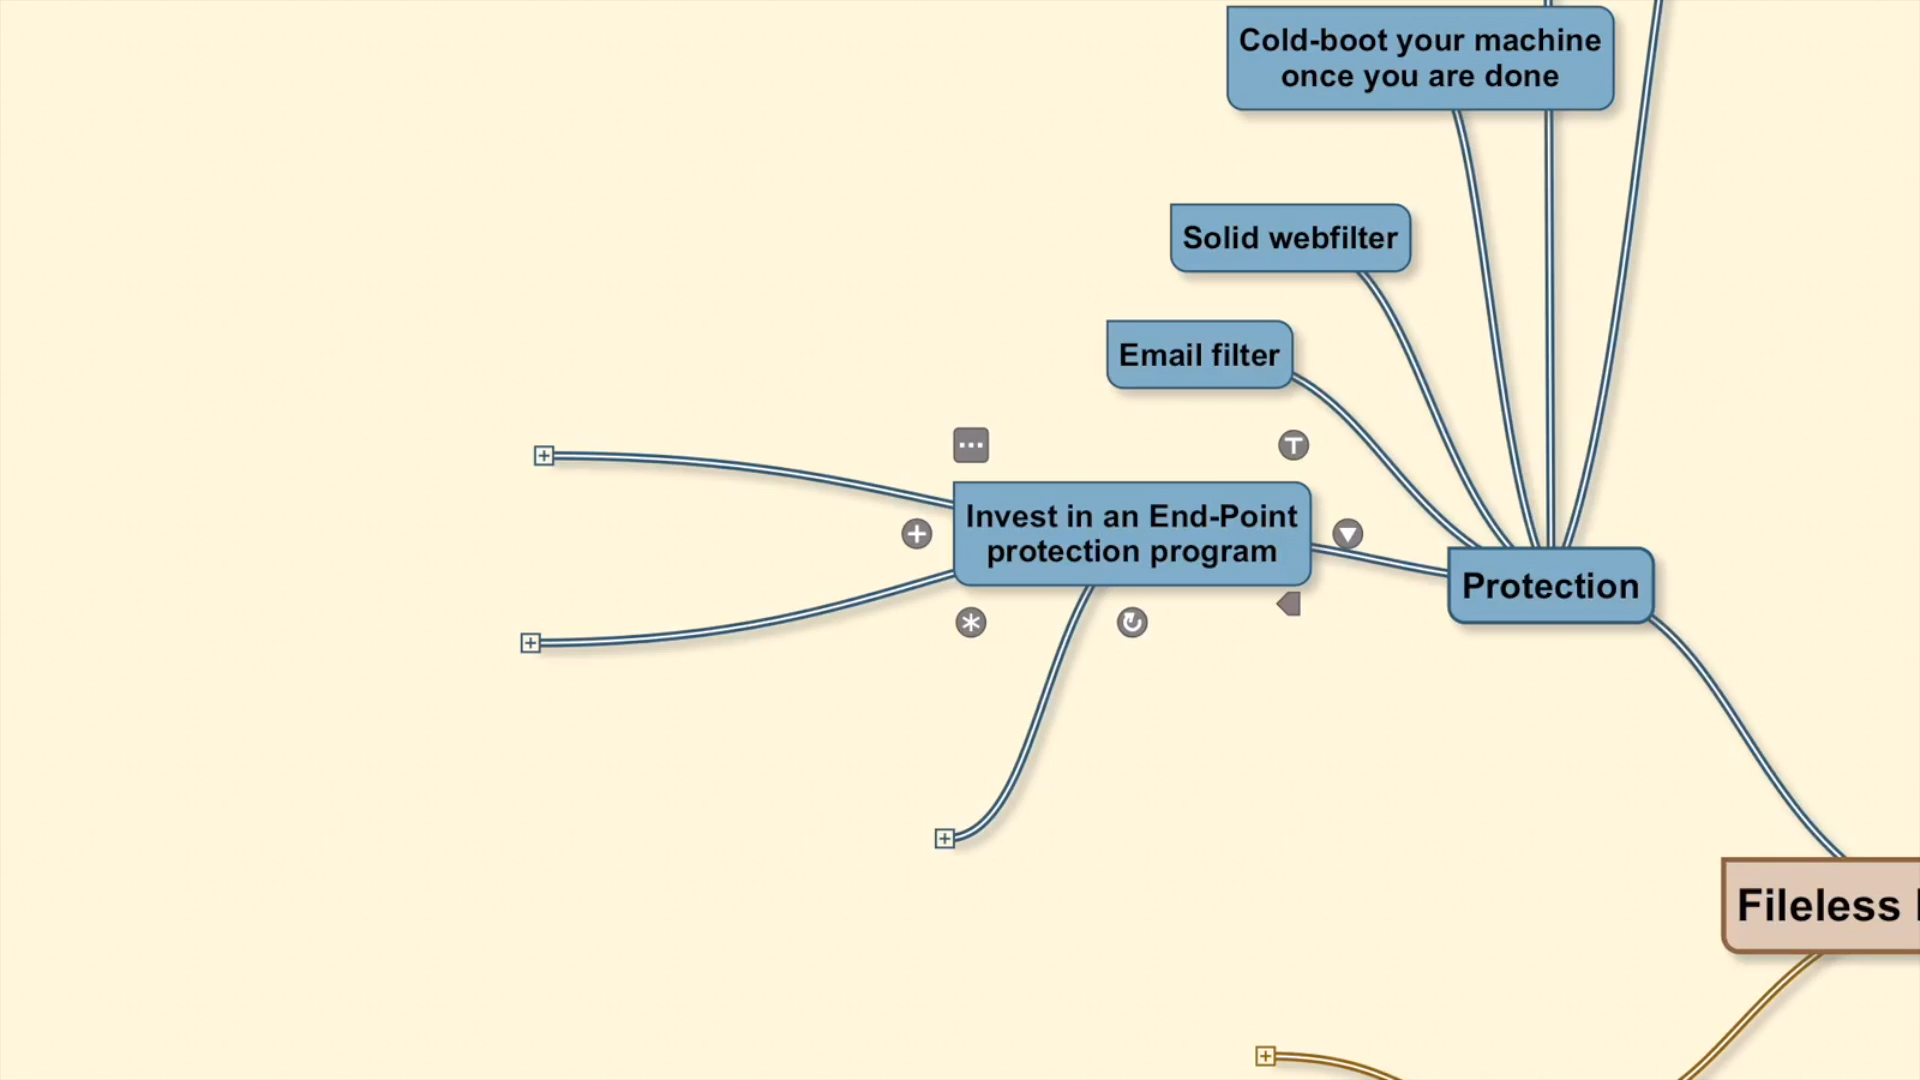 Cold-boot your machine
once you are done
Solid webfilter
Email filter
Invest in an End-Point
protection program
Protection
Fileless